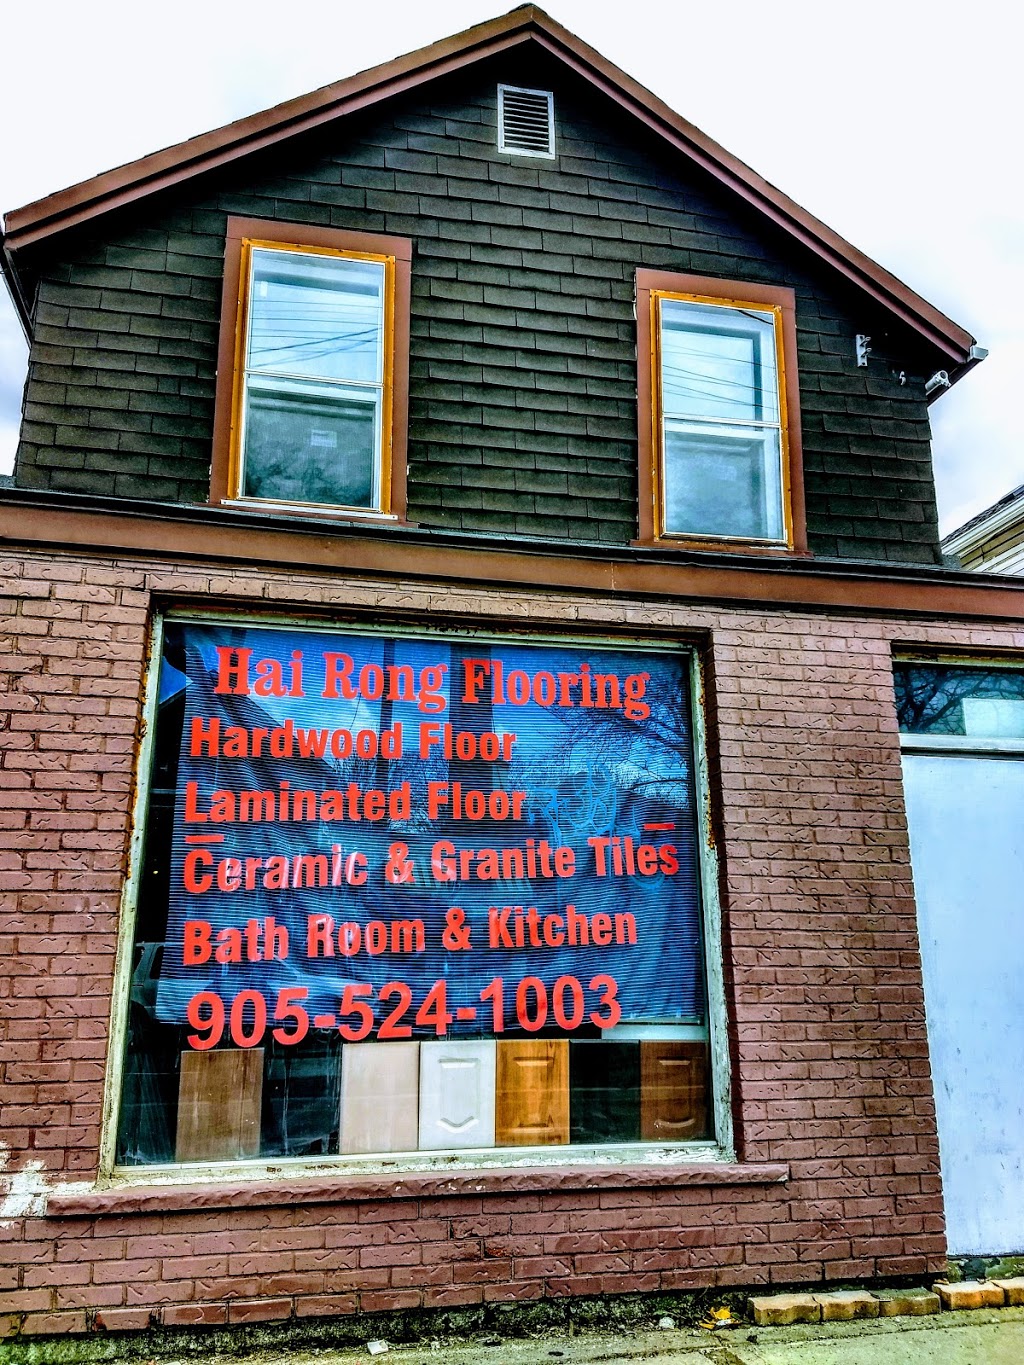 Hai Rong Flooring
Hardwood Floor
Laminated Floor
Ceramic & Granite Tiles
Bath Room & Kitchen
905-524-1003